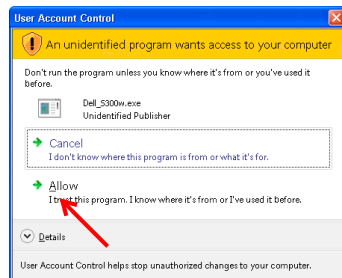 User Account Control
An unidentified program wants access to your computer
Don't run the program unless you know where it's from or you've used it
before.
Dell_S300w.exe
Unidentified Publisher
Cancel
I don't know where this program is from or what it's for.
Allow
I trust this program. I know where it's from or I've used it before.
Details
User Account Control helps stop unauthorized changes to your computer.